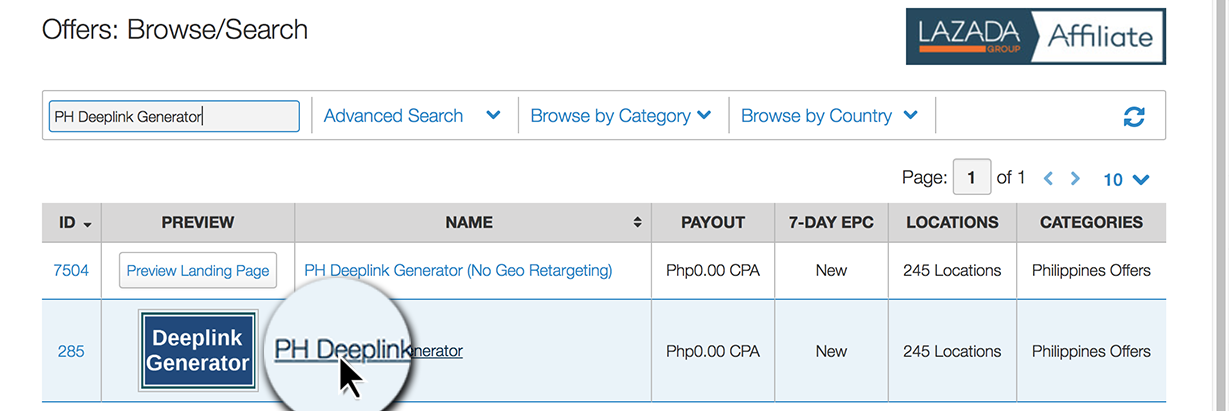 Offers: Browse/Search
LAZADA GROUP Affiliate
PH Deeplink Generator Advanced Search Browse by Category Browse by Country
Page: 1 of 1 10
ID PREVIEW NAME PAYOUT 7-DAY EPC LOCATIONS CATEGORIES
7504 Preview Landing Page PH Deeplink Generator (No Geo Retargeting) Php0.00 CPA New 245 Locations Philippines Offers
285 Deeplink Generator PH Deeplink nerator Php0.00 CPA New 245 Locations Philippines Offers